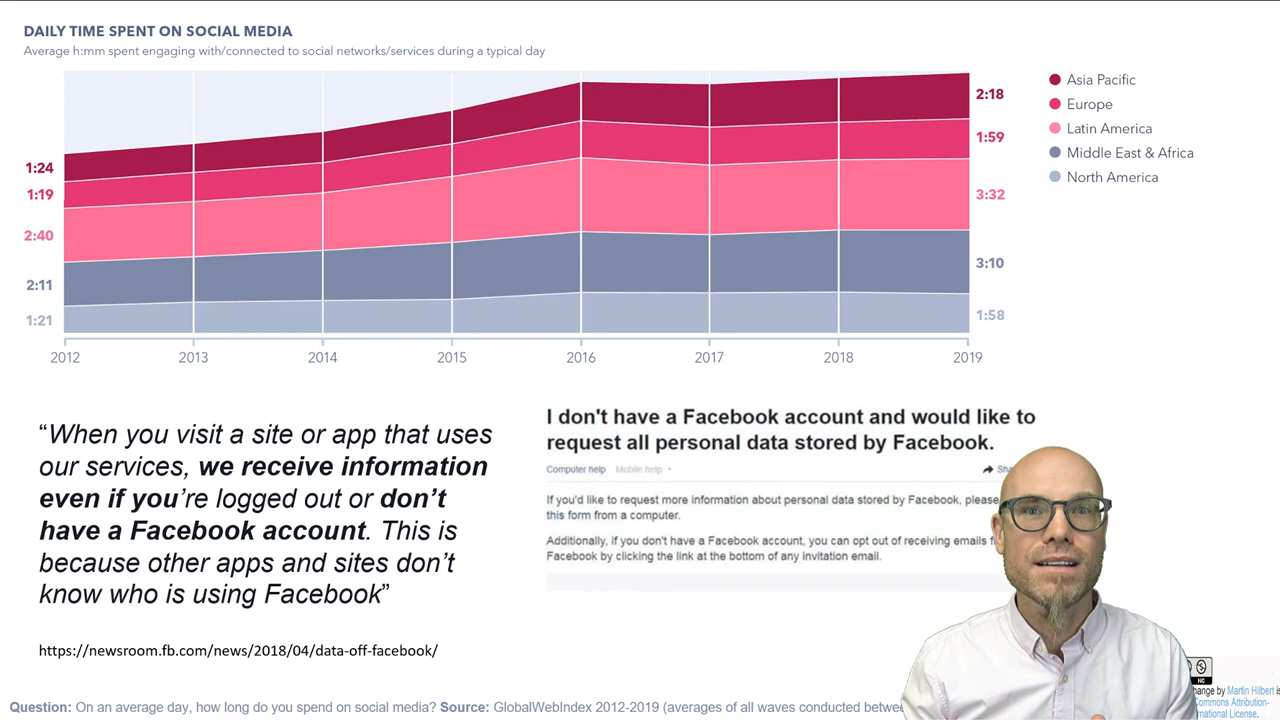 DAILY TIME SPENT ON SOCIAL MEDIA
Average h:mm spent engaging with/connected to social networks/services during a typical day
Asia Pacific
Europe
Latin America
Middle East & Africa
North America
1:24
1:19
2:40
2:11
1:21
2:18
1:59
3:32
3:10
1:58
2012 2013 2014 2015 2016 2017 2018 2019
“When you visit a site or app that uses
our services, we receive information
even if you’re logged out or don’t
have a Facebook account. This is
because other apps and sites don’t
know who is using Facebook”
https://newsroom.fb.com/news/2018/04/data-off-facebook/
I don't have a Facebook account and would like to
request all personal data stored by Facebook.
Computer help Mobile help
If you'd like to request more information about personal data stored by Facebook, please
this form from a computer.
Additionally, if you don't have a Facebook account, you can opt out of receiving emails
Facebook by clicking the link at the bottom of any invitation email.
NC
by Martin Hilbert
Commons Attribution-
License,
Question: On an average day, how long do you spend on social media? Source: GlobalWebIndex 2012-2019 (averages of all waves conducted